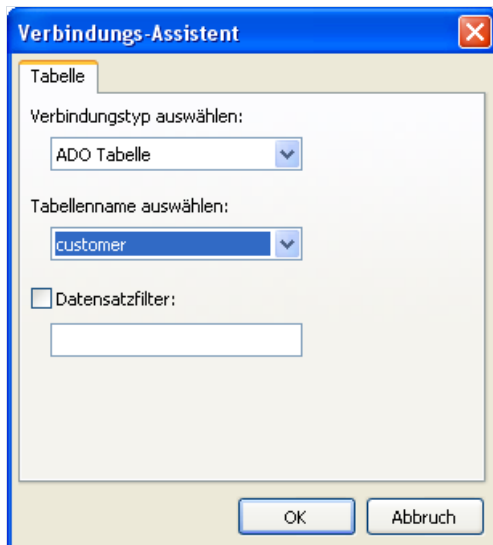 Verbindungs-Assistent
Tabelle
Verbindungstyp auswählen:
ADO Tabelle
Tabellenname auswählen:
customer
Datensatzfilter:
OK
Abbruch